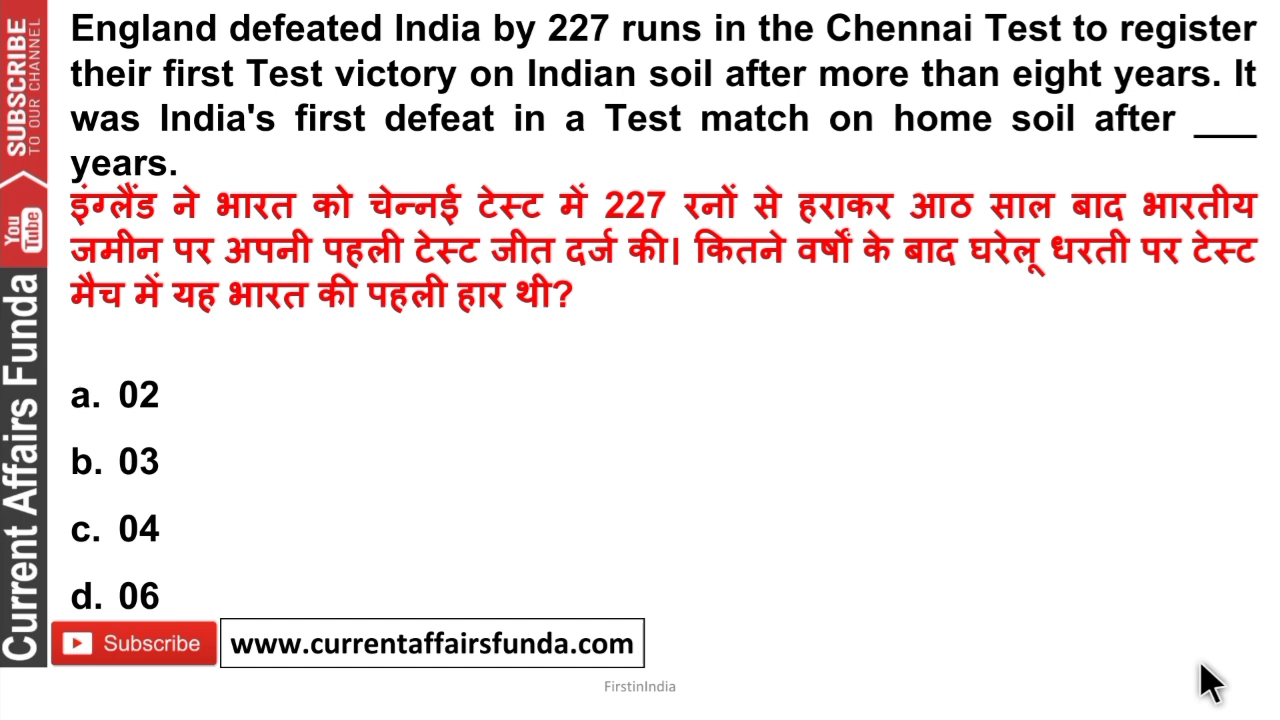 England defeated India by 227 runs in the Chennai Test to register
their first Test victory on Indian soil after more than eight years. It
was India's first defeat in a Test match on home soil after ___
years.
इंग्लैंड ने भारत को चेन्नई टेस्ट में 227 रनों से हराकर आठ साल बाद भारतीय
जमीन पर अपनी पहली टेस्ट जीत दर्ज की। कितने वर्षों के बाद घरेलू धरती पर टेस्ट
मैच में यह भारत की पहली हार थी?
a. 02
b. 03
c. 04
d. 06
Subscribe
www.currentaffairsfunda.com
FirstinIndia
SUBSCRIBE
TO OUR CHANNEL
You
Tube
Current Affairs Funda